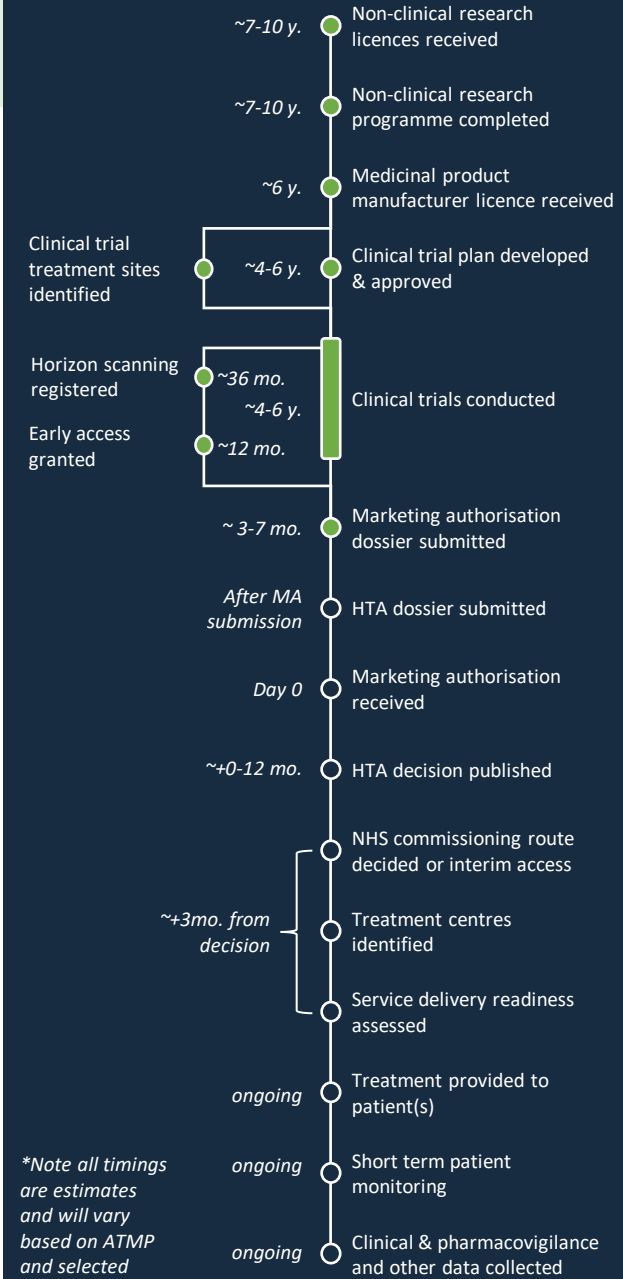 ~7-10 y.
Non-clinical research
licences received
~7-10 y.
Non-clinical research
programme completed
~6 y.
Medicinal product
manufacturer licence received
Clinical trial
treatment sites
identified
~4-6 y.
Clinical trial plan developed
& approved
Horizon scanning
registered
~36 mo.
~4-6 y.
Clinical trials conducted
Early access
granted
~12 mo.
~ 3-7 mo.
Marketing authorisation
dossier submitted
After MA
submission
HTA dossier submitted
Day 0
Marketing authorisation
received
~+0-12 mo.
HTA decision published
NHS commissioning route
decided or interim access
~+3mo. from
decision
Treatment centres
identified
Service delivery readiness
assessed
ongoing
Treatment provided to
patient(s)
ongoing
Short term patient
monitoring
ongoing
Clinical & pharmacovigilance
and other data collected
*Note all timings
are estimates
and will vary
based on ATMP
and selected